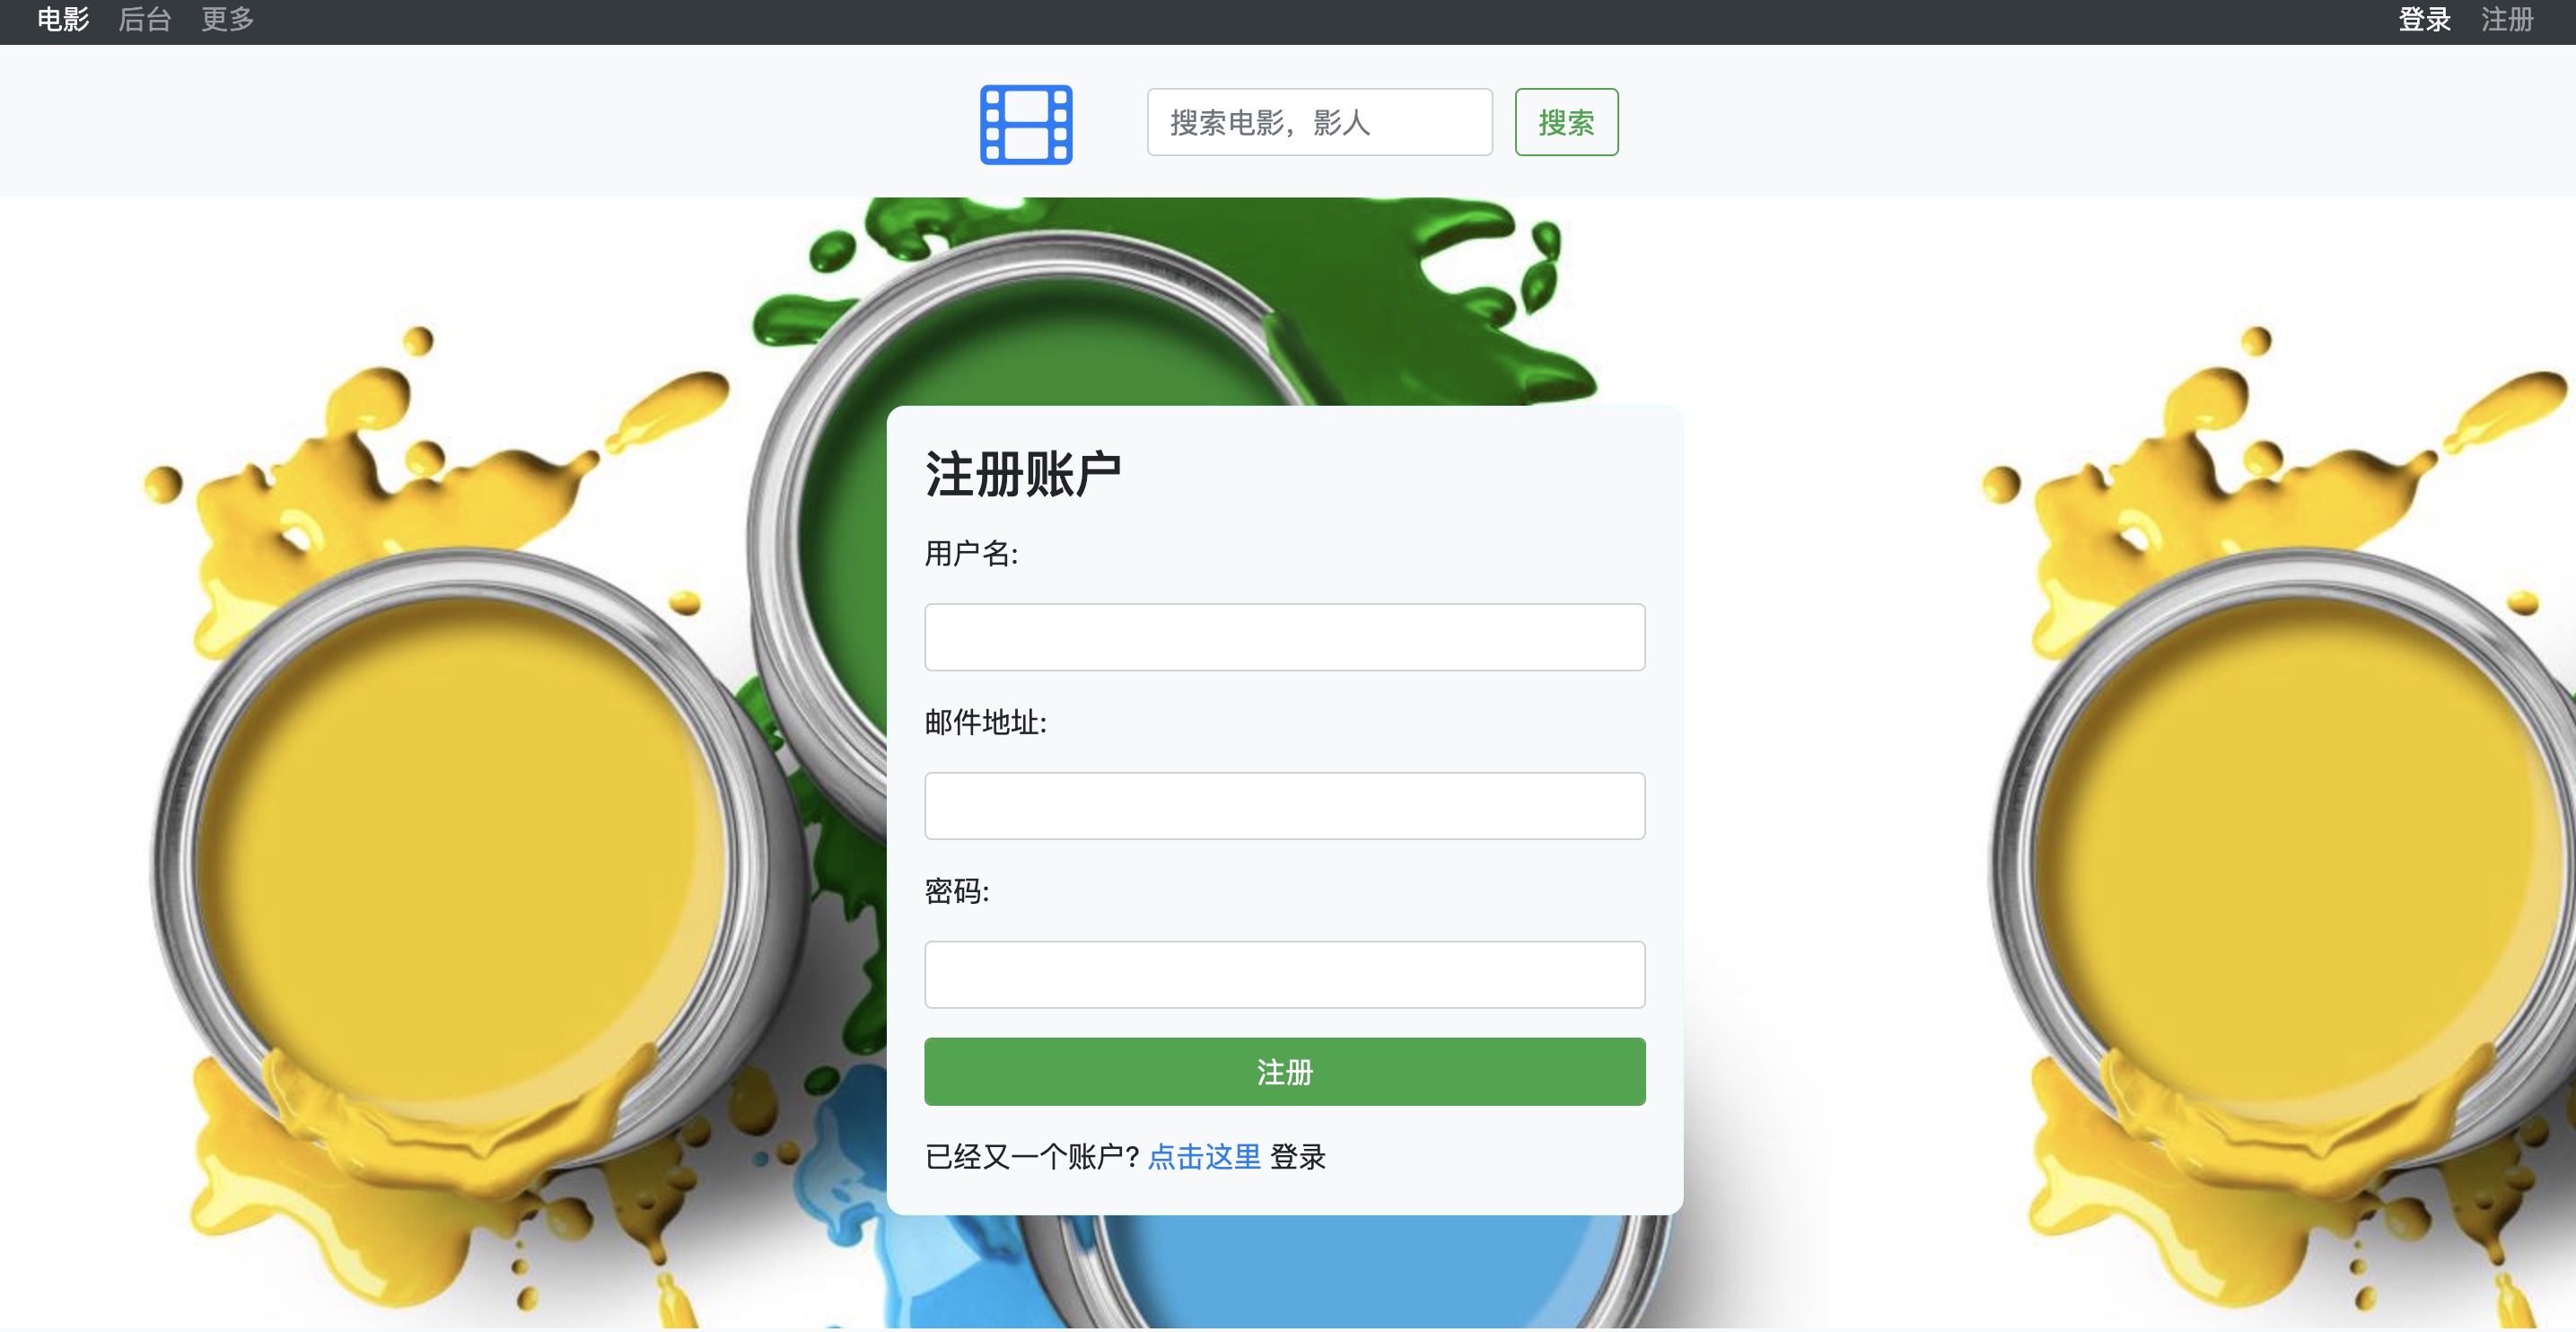 电影 后台 更多 登录 注册
搜索电影，影人 搜索
注册账户
用户名:
邮件地址:
密码:
注册
已经又一个账户? 点击这里 登录